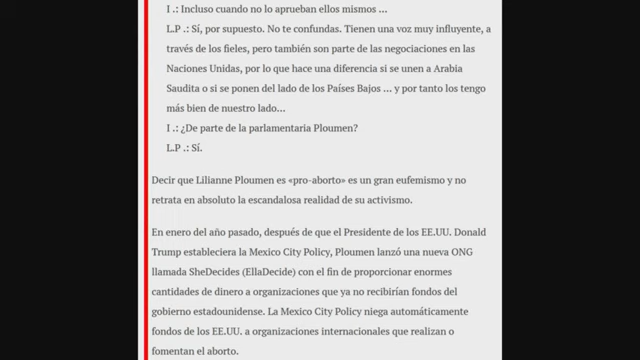 I .: Incluso cuando no lo aprueban ellos mismos ...
L.P .: Sí, por supuesto. No te confundas. Tienen una voz muy influyente, a
través de los fieles, pero también son parte de las negociaciones en las
Naciones Unidas, por lo que hace una diferencia si se unen a Arabia
Saudita o si se ponen del lado de los Países Bajos ... y por tanto los tengo
más bien de nuestro lado...
I .: ¿De parte de la parlamentaria Ploumen?
L.P .: Sí.
Decir que Lilianne Ploumen es «pro-aborto» es un gran eufemismo y no
retrata en absoluto la escandalosa realidad de su activismo.
En enero del año pasado, después de que el Presidente de los EE.UU. Donald
Trump estableciera la Mexico City Policy, Ploumen lanzó una nueva ONG
llamada SheDecides (EllaDecide) con el fin de proporcionar enormes
cantidades de dinero a organizaciones que ya no recibirían fondos del
gobierno estadounidense. La Mexico City Policy niega automáticamente
fondos de los EE.UU. a organizaciones internacionales que realizan o
fomentan el aborto.